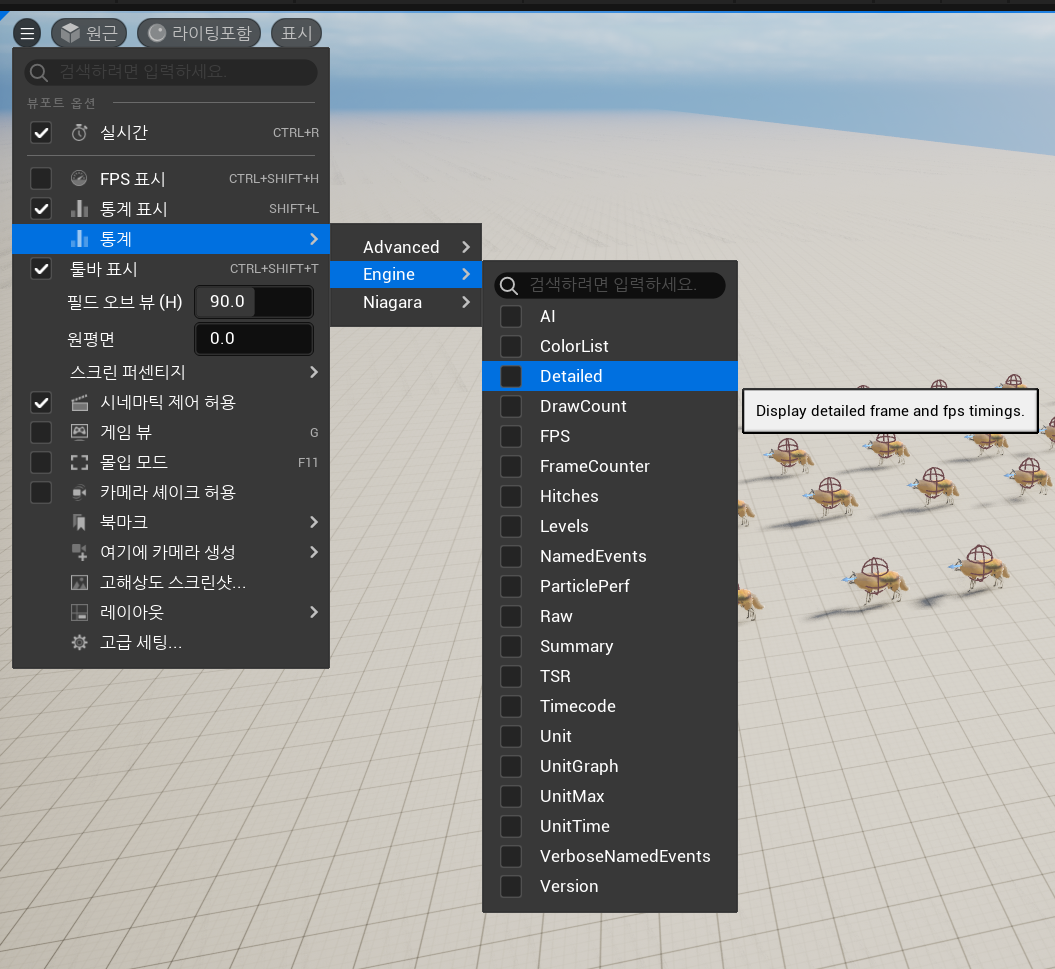 원근
라이팅포함
표시
검색하려면 입력하세요.
뷰포트 옵션
실시간 CTRL+R
FPS 표시 CTRL+SHIFT+H
통계 표시 SHIFT+L
통계
툴바 표시 CTRL+SHIFT+T
필드 오브 뷰 (H) 90.0
원평면 0.0
스크린 퍼센티지
시네마틱 제어 허용
게임 뷰 G
몰입 모드 F11
카메라 셰이크 허용
북마크
여기에 카메라 생성
고해상도 스크린샷...
레이아웃
고급 세팅...
Advanced
Engine
Niagara
검색하려면 입력하세요.
AI
ColorList
Detailed
DrawCount
FPS
FrameCounter
Hitches
Levels
NamedEvents
ParticlePerf
Raw
Summary
TSR
Timecode
Unit
UnitGraph
UnitMax
UnitTime
VerboseNamedEvents
Version
Display detailed frame and fps timings.